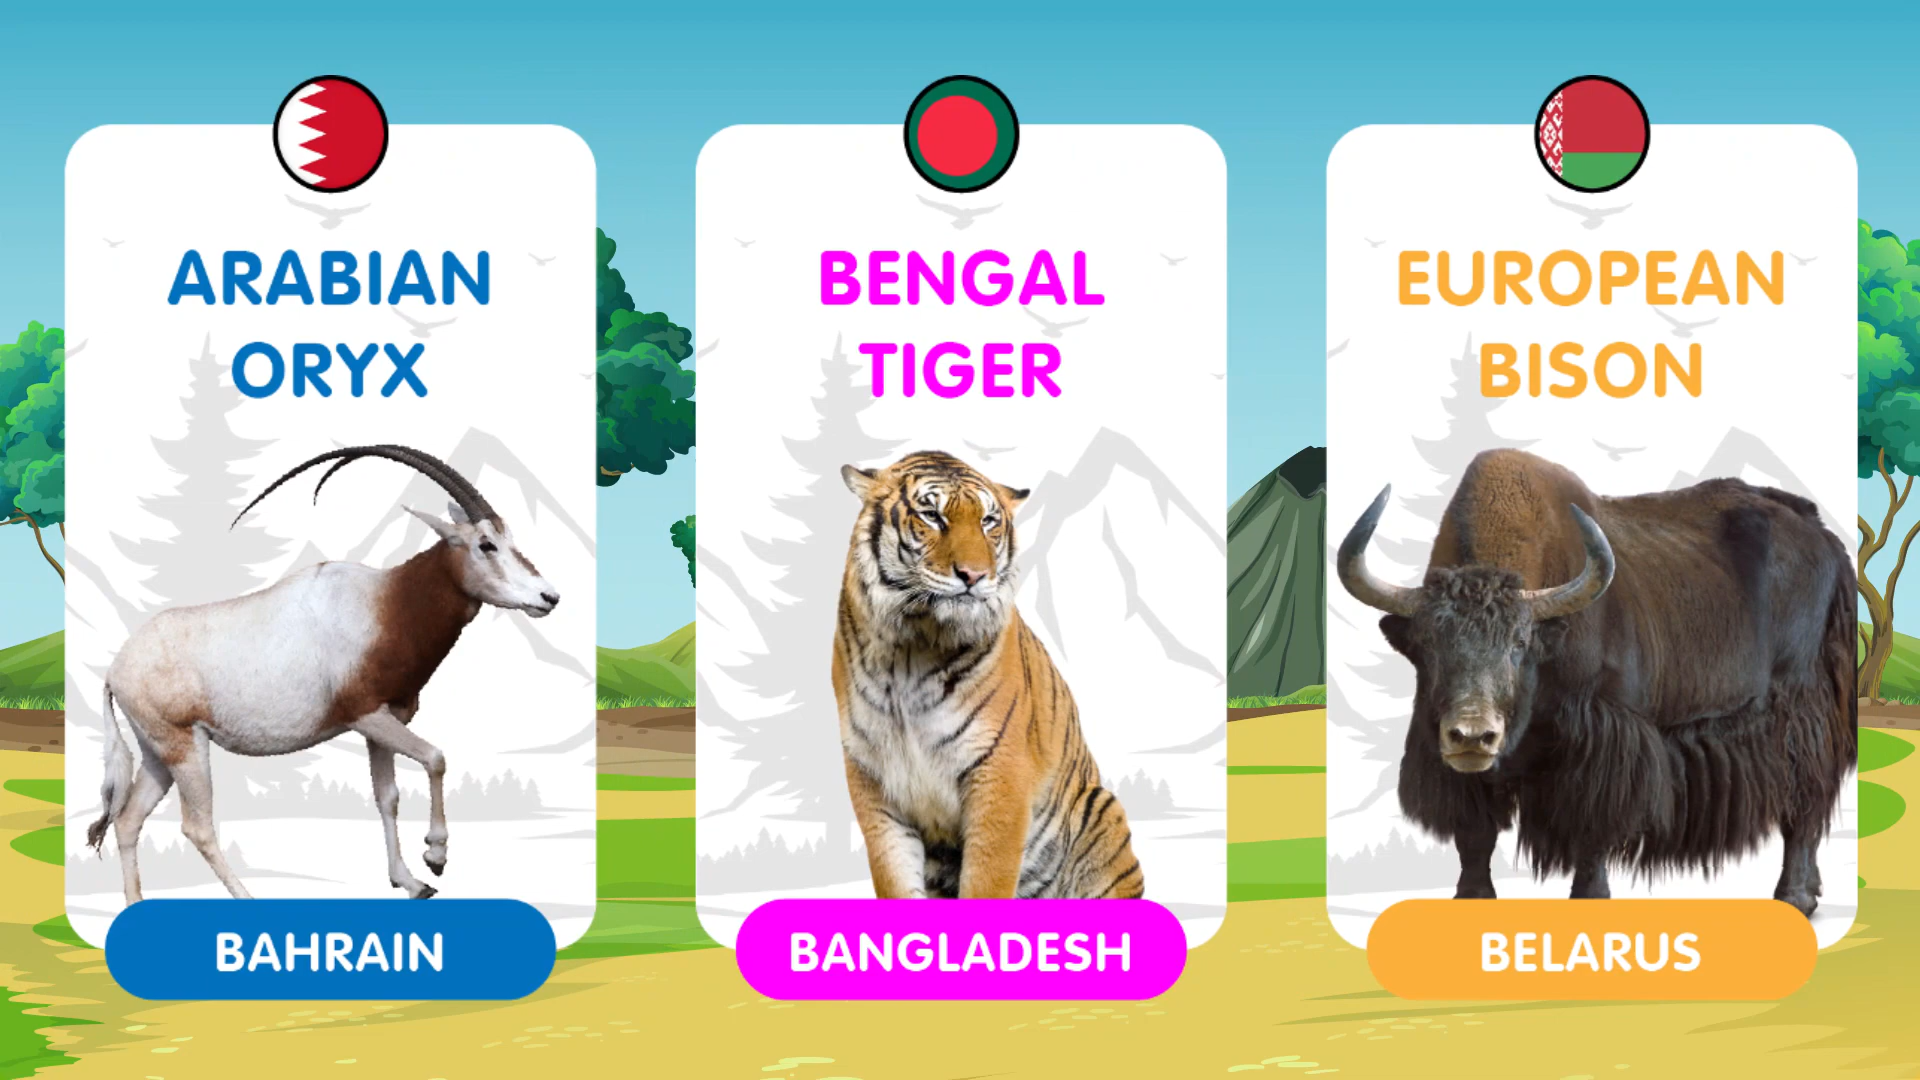 ARABIAN
ORYX
BAHRAIN
BENGAL
TIGER
BANGLADESH
EUROPEAN
BISON
BELARUS